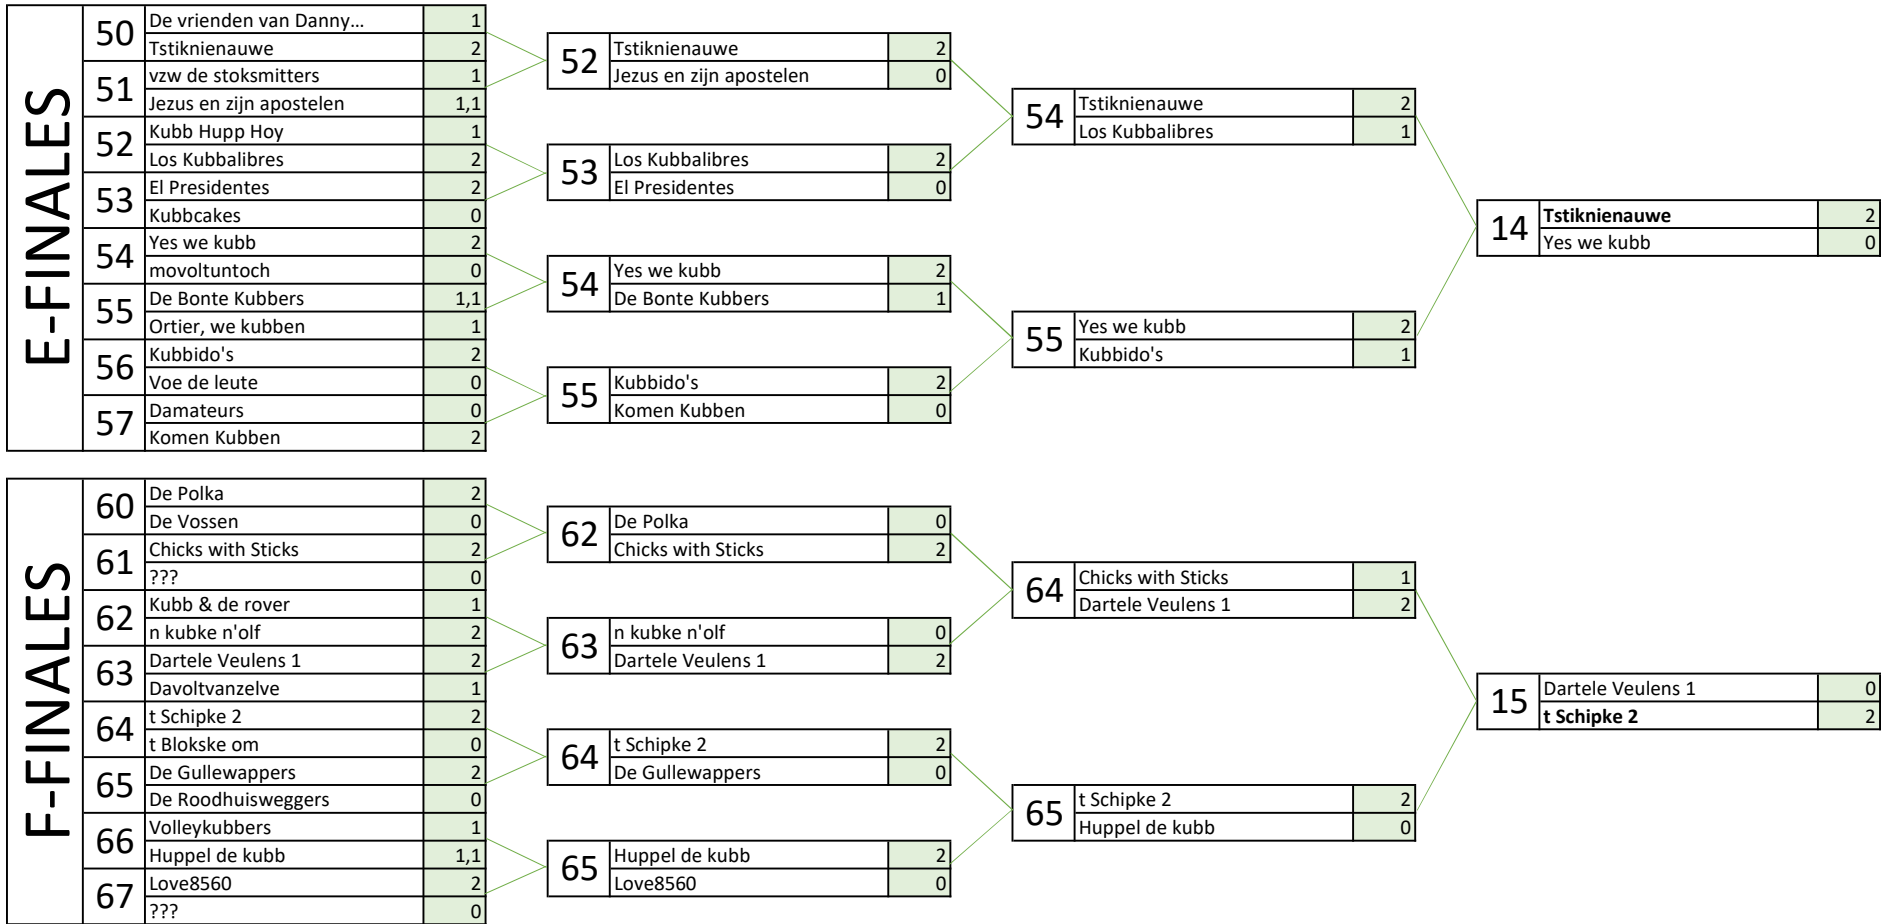 E-FINALES
50
De vrienden van Danny... 1
Tstiknienauwe 2
51
vzw de stoksmitters 1
Jezus en zijn apostelen 1,1
52
Kubb Hupp Hoy 1
Los Kubbalibres 2
53
El Presidentes 2
Kubbcakes 0
54
Yes we kubb 2
movoltuntoch 0
55
De Bonte Kubbers 1,1
Ortier, we kubben 1
56
Kubbido's 2
Voe de leute 0
57
Damateurs 0
Komen Kubben 2
52
Tstiknienauwe 2
Jezus en zijn apostelen 0
53
Los Kubbalibres 2
El Presidentes 0
54
Yes we kubb 2
De Bonte Kubbers 1
55
Kubbido's 2
Komen Kubben 0
54
Tstiknienauwe 2
Los Kubbalibres 1
55
Yes we kubb 2
Kubbido's 1
14
Tstiknienauwe 2
Yes we kubb 0
F-FINALES
60
De Polka 2
De Vossen 0
61
Chicks with Sticks 2
??? 0
62
Kubb & de rover 1
n kubke n'olf 2
63
Dartele Veulens 1 2
Davoltvanzelve 1
64
t Schipke 2 2
t Blokske om 0
65
De Gullewappers 2
De Roodhuisweggers 0
66
Volleykubbers 1
Huppel de kubb 1,1
67
Love8560 2
??? 0
62
De Polka 0
Chicks with Sticks 2
63
n kubke n'olf 0
Dartele Veulens 1 2
64
t Schipke 2 2
De Gullewappers 0
65
Huppel de kubb 2
Love8560 0
64
Chicks with Sticks 1
Dartele Veulens 1 2
65
t Schipke 2 2
Huppel de kubb 0
15
Dartele Veulens 1 0
t Schipke 2 2